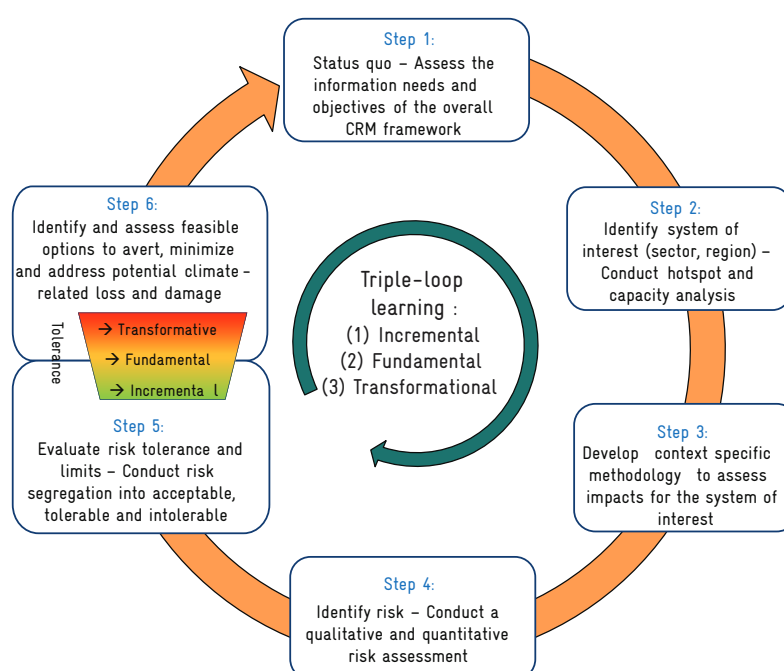 Step 1:
Status quo – Assess the
information needs and
objectives of the overall
CRM framework
Step 2:
Identify system of
interest (sector, region) –
Conduct hotspot and
capacity analysis
Step 3:
Develop context specific
methodology to assess
impacts for the system of
interest
Step 4:
Identify risk – Conduct a
qualitative and quantitative
risk assessment
Step 5:
Evaluate risk tolerance and
limits – Conduct risk
segregation into acceptable,
tolerable and intolerable
Step 6:
Identify and assess feasible
options to avert, minimize
and address potential climate –
related loss and damage
Tolerance
→ Transformative
→ Fundamental
→ Incrementa l
Triple-loop
learning :
(1) Incremental
(2) Fundamental
(3) Transformational